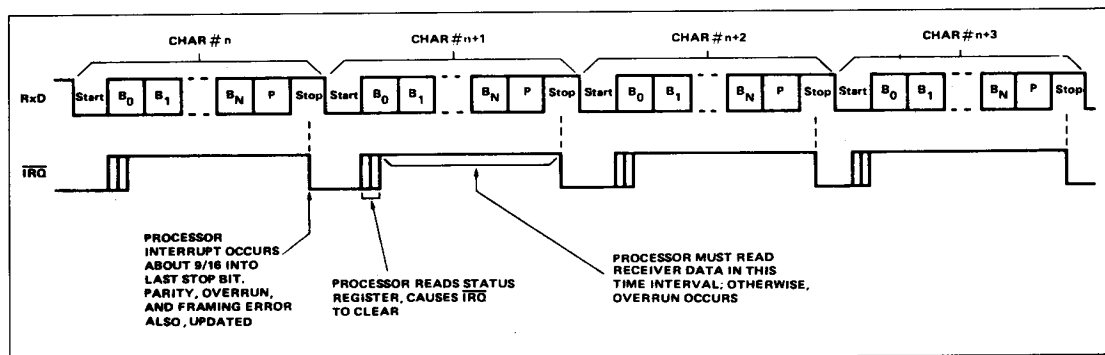 CHAR #n CHAR #n+1 CHAR #n+2 CHAR #n+3
RxD Start B0 B1 BN P Stop Start B0 B1 BN P Stop Start B0 B1 BN P Stop Start B0 B1 BN P Stop
IRQ
PROCESSOR
INTERRUPT OCCURS
ABOUT 9/16 INTO
LAST STOP BIT.
PARITY, OVERRUN,
AND FRAMING ERROR
ALSO, UPDATED
PROCESSOR READS STATUS
REGISTER, CAUSES IRQ
TO CLEAR
PROCESSOR MUST READ
RECEIVER DATA IN THIS
TIME INTERVAL; OTHERWISE,
OVERRUN OCCURS